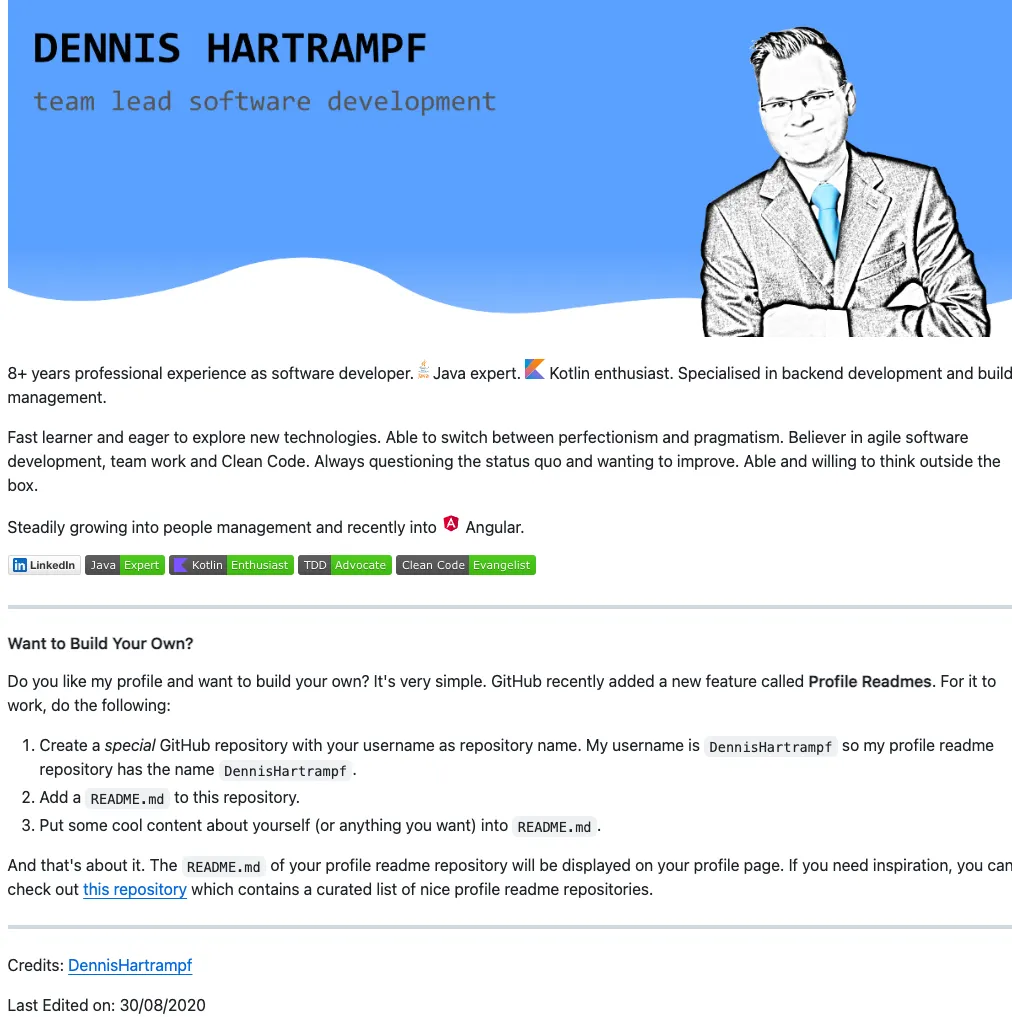 DENNIS HARTRAMPF
team lead software development
8+ years professional experience as software developer. Java expert. Kotlin enthusiast. Specialised in backend development and build
management.
Fast learner and eager to explore new technologies. Able to switch between perfectionism and pragmatism. Believer in agile software
development, team work and Clean Code. Always questioning the status quo and wanting to improve. Able and willing to think outside the
box.
Steadily growing into people management and recently into Angular.
in LinkedIn Java Expert Kotlin Enthusiast TDD Advocate Clean Code Evangelist
Want to Build Your Own?
Do you like my profile and want to build your own? It's very simple. GitHub recently added a new feature called Profile Readmes. For it to
work, do the following:
1. Create a special GitHub repository with your username as repository name. My username is DennisHartrampf so my profile readme
repository has the name DennisHartrampf.
2. Add a README.md to this repository.
3. Put some cool content about yourself (or anything you want) into README.md.
And that's about it. The README.md of your profile readme repository will be displayed on your profile page. If you need inspiration, you can
check out this repository which contains a curated list of nice profile readme repositories.
Credits: DennisHartrampf
Last Edited on: 30/08/2020